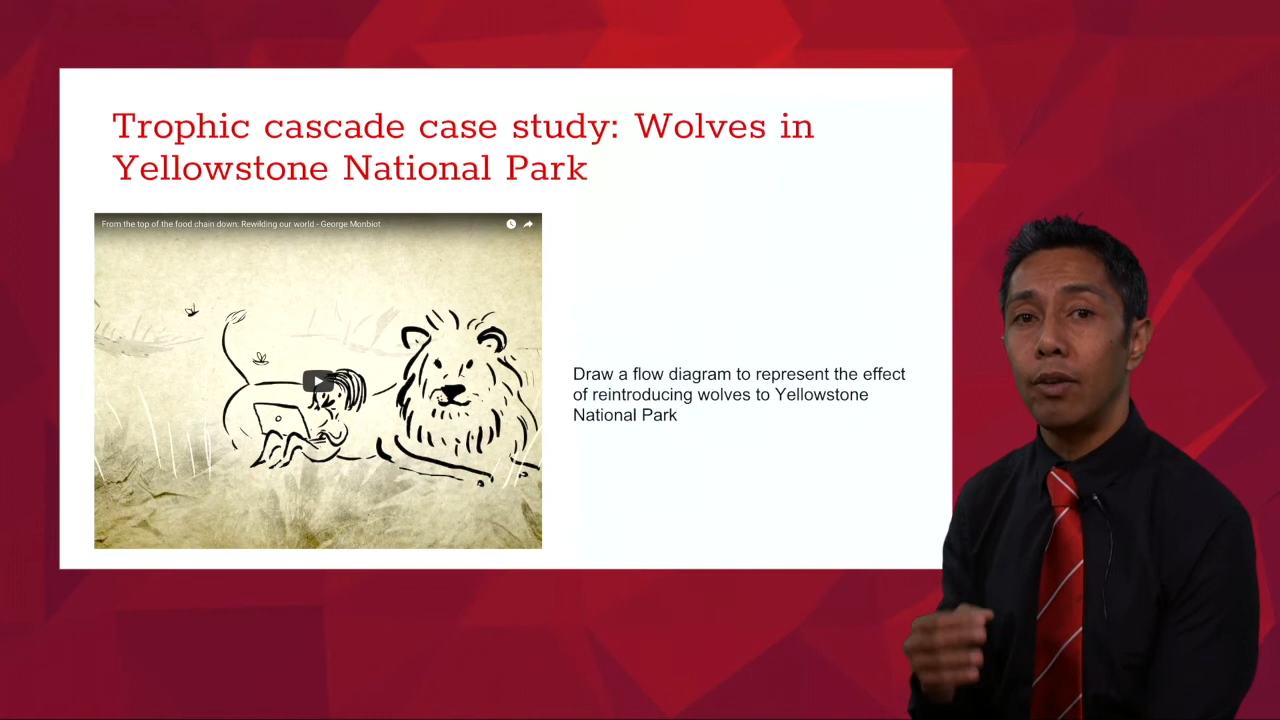 Trophic cascade case study: Wolves in
Yellowstone National Park
From the top of the food chain down: Rewilding our world - George Monbiot
Draw a flow diagram to represent the effect
of reintroducing wolves to Yellowstone
National Park